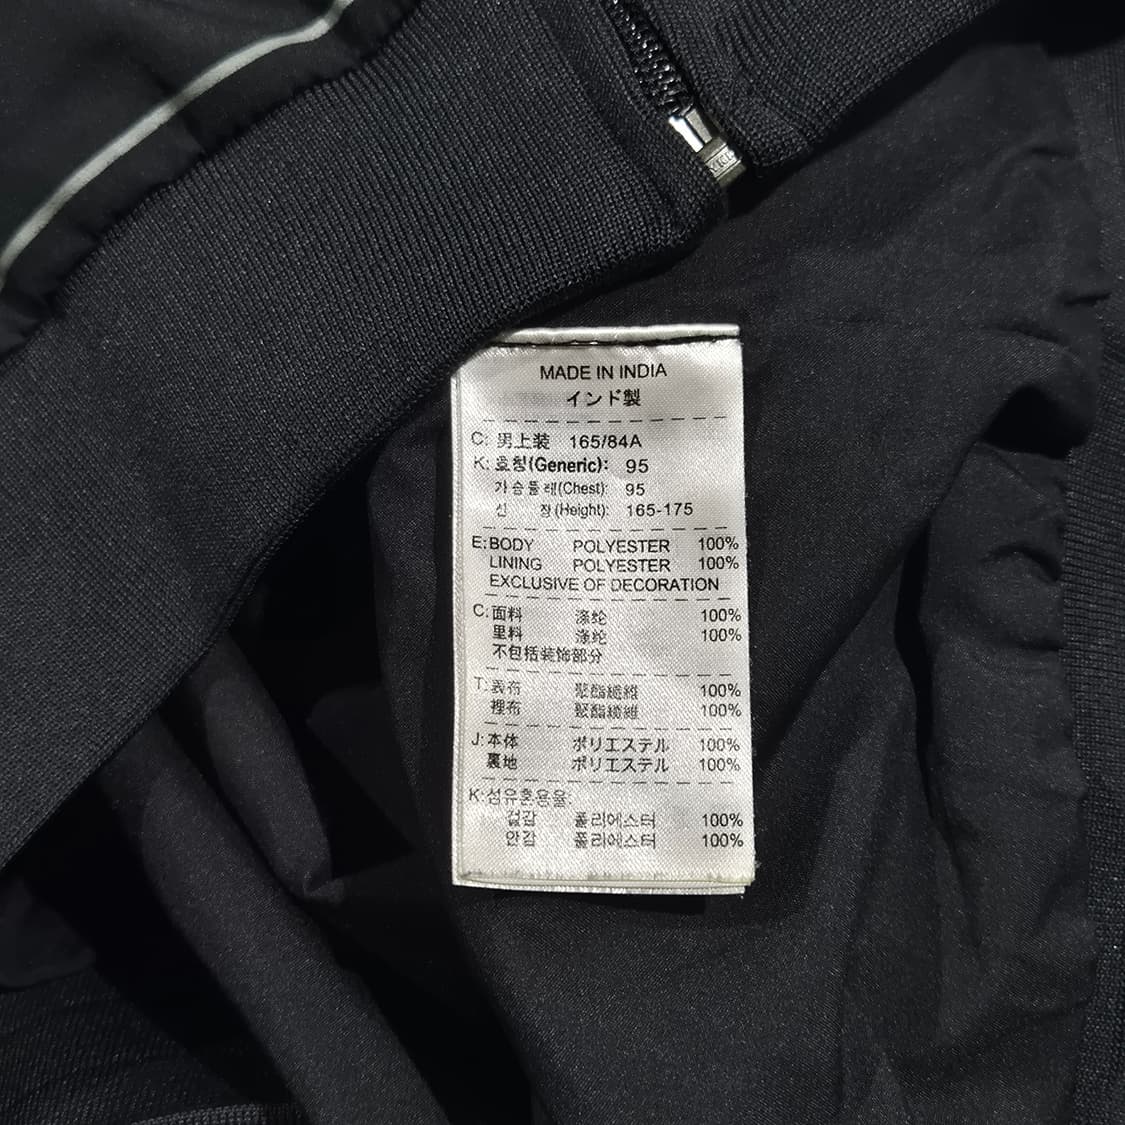 MADE IN INDIA
インド製
C: 男上装 165/84A
K: 호칭(Generic): 95
가슴둘레(Chest): 95
신 장(Height): 165-175
E: BODY POLYESTER 100%
LINING POLYESTER 100%
EXCLUSIVE OF DECORATION
C: 面料 涤纶 100%
里料 涤纶 100%
不包括装饰部分
T: 表布 聚酯纖維 100%
裡布 聚酯纖維 100%
J: 本体 ポリエステル 100%
裏地 ポリエステル 100%
K: 섬유혼용율:
겉감 폴리에스터 100%
안감 폴리에스터 100%